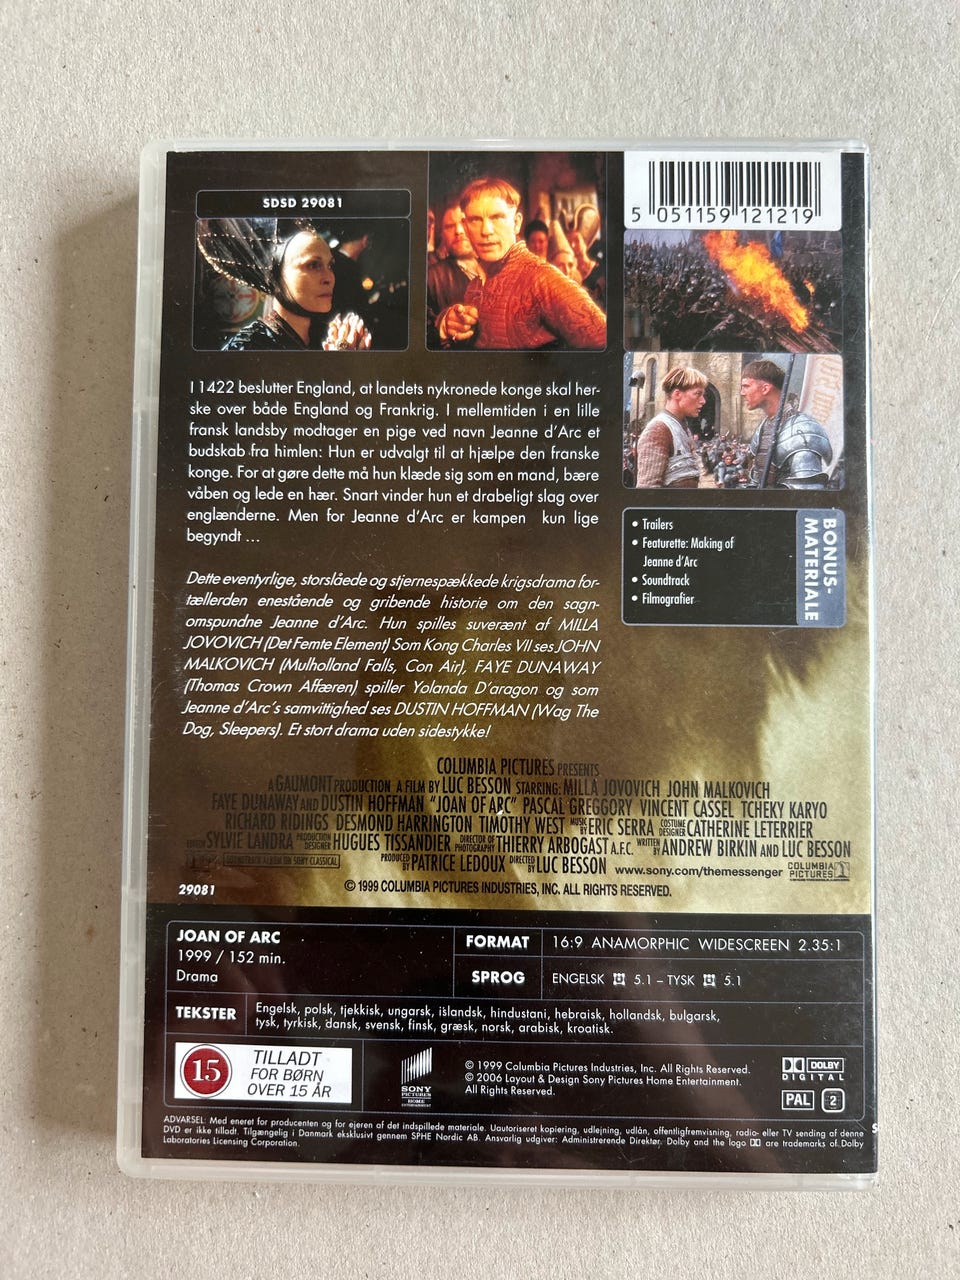 SDSD 29081
5 051159 121219
I 1422 beslutter England, at landets nykronede konge skal her-
ske over både England og Frankrig. I mellemtiden i en lille
fransk landsby modtager en pige ved navn Jeanne d'Arc et
budskab fra himlen: Hun er udvalgt til at hjælpe den franske
konge. For at gøre dette må hun klæde sig som en mand, bære
våben og lede en hær. Snart vinder hun et drabeligt slag over
englænderne. Men for Jeanne d'Arc er kampen kun lige
begyndt ...
Dette eventyrlige, storslåede og stjernespækkede krigsdrama for-
tællerden enestående og gribende historie om den sagn-
omspundne Jeanne d'Arc. Hun spilles suverænt af MILLA
JOVOVICH (Det Femte Element) Som Kong Charles VII ses JOHN
MALKOVICH (Mulholland Falls, Con Air), FAYE DUNAWAY
(Thomas Crown Affæren) spiller Yolanda D'aragon og som
Jeanne d'Arc's samvittighed ses DUSTIN HOFFMAN (Wag The
Dog, Sleepers). Et stort drama uden sidestykke!
BONUS-
MATERIALE
• Trailers
• Featurette: Making of
Jeanne d'Arc
• Soundtrack
• Filmografier
COLUMBIA PICTURES PRESENTS
A GAUMONT PRODUCTION A FILM BY LUC BESSON STARRING: MILLA JOVOVICH JOHN MALKOVICH
FAYE DUNAWAY AND DUSTIN HOFFMAN "JOAN OF ARC" PASCAL GREGGORY VINCENT CASSEL TCHEKY KARYO
RICHARD RIDINGS DESMOND HARRINGTON TIMOTHY WEST MUSIC BY ERIC SERRA COSTUME DESIGNER CATHERINE LETERRIER
EDITOR SYLVIE LANDRA PRODUCTION DESIGNER HUGUES TISSANDIER DIRECTOR OF PHOTOGRAPHY THIERRY ARBOGAST A.F.C. WRITTEN BY ANDREW BIRKIN AND LUC BESSON
SOUNDTRACK ALBUM ON SONY CLASSICAL PRODUCED BY PATRICE LEDOUX DIRECTED BY LUC BESSON www.sony.com/themessenger COLUMBIA PICTURES
29081
© 1999 COLUMBIA PICTURES INDUSTRIES, INC. ALL RIGHTS RESERVED.
JOAN OF ARC
1999 / 152 min.
Drama
FORMAT 16:9 ANAMORPHIC WIDESCREEN 2.35:1
SPROG ENGELSK 5.1 – TYSK 5.1
TEKSTER
Engelsk, polsk, tjekkisk, ungarsk, islandsk, hindustani, hebraisk, hollandsk, bulgarsk,
tysk, tyrkisk, dansk, svensk, finsk, græsk, norsk, arabisk, kroatisk.
15
TILLADT
FOR BØRN
OVER 15 ÅR
SONY
PICTURES
HOME
ENTERTAINMENT
© 1999 Columbia Pictures Industries, Inc. All Rights Reserved.
© 2006 Layout & Design Sony Pictures Home Entertainment.
All Rights Reserved.
DOLBY
DIGITAL
PAL 2
ADVARSEL: Med eneret for producenten og for ejeren af det indspillede materiale. Uautoriseret kopiering, udlejning, udlån, offentligfremvisning, radio- eller TV sending af denne
DVD er ikke tilladt. Tilgængelig i Danmark eksklusivt gennem SPHE Nordic AB. Ansvarlig udgiver: Administrerende Direktør. Dolby and the logo are trademarks of Dolby
Laboratories Licensing Corporation.